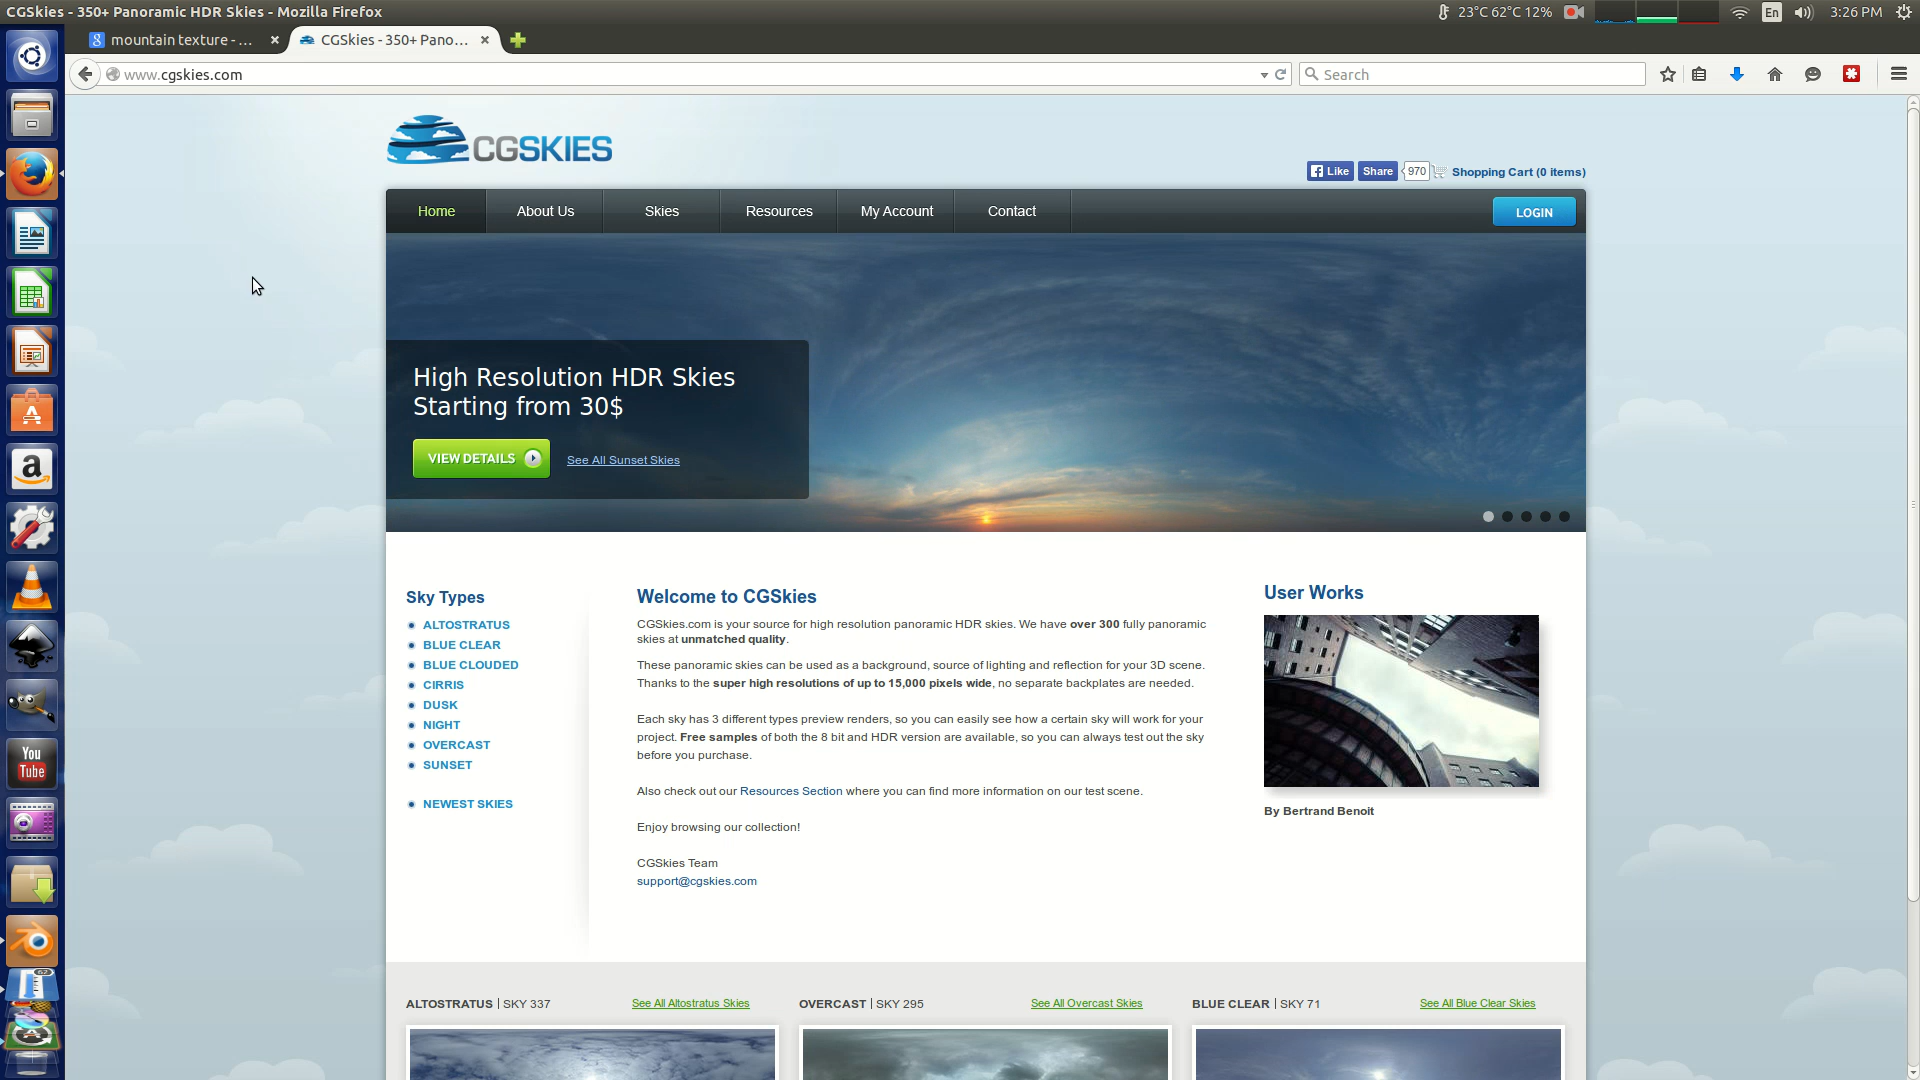 CGSkies - 350+ Panoramic HDR Skies - Mozilla Firefox
23°C 62°C 12%
En
3:26 PM
mountain texture - ...
CGSkies - 350+ Pano...
www.cgskies.com
Search
CGSKIES
Like
Share
970
Shopping Cart (0 items)
Home
About Us
Skies
Resources
My Account
Contact
LOGIN
High Resolution HDR Skies
Starting from 30$
VIEW DETAILS
See All Sunset Skies
Sky Types
ALTOSTRATUS
BLUE CLEAR
BLUE CLOUDED
CIRRIS
DUSK
NIGHT
OVERCAST
SUNSET
NEWEST SKIES
Welcome to CGSkies
CGSkies.com is your source for high resolution panoramic HDR skies. We have over 300 fully panoramic
skies at unmatched quality.
These panoramic skies can be used as a background, source of lighting and reflection for your 3D scene.
Thanks to the super high resolutions of up to 15,000 pixels wide, no separate backplates are needed.
Each sky has 3 different types preview renders, so you can easily see how a certain sky will work for your
project. Free samples of both the 8 bit and HDR version are available, so you can always test out the sky
before you purchase.
Also check out our Resources Section where you can find more information on our test scene.
Enjoy browsing our collection!
CGSkies Team
support@cgskies.com
User Works
By Bertrand Benoit
You
Tube
ALTOSTRATUS | SKY 337
See All Altostratus Skies
OVERCAST | SKY 295
See All Overcast Skies
BLUE CLEAR | SKY 71
See All Blue Clear Skies